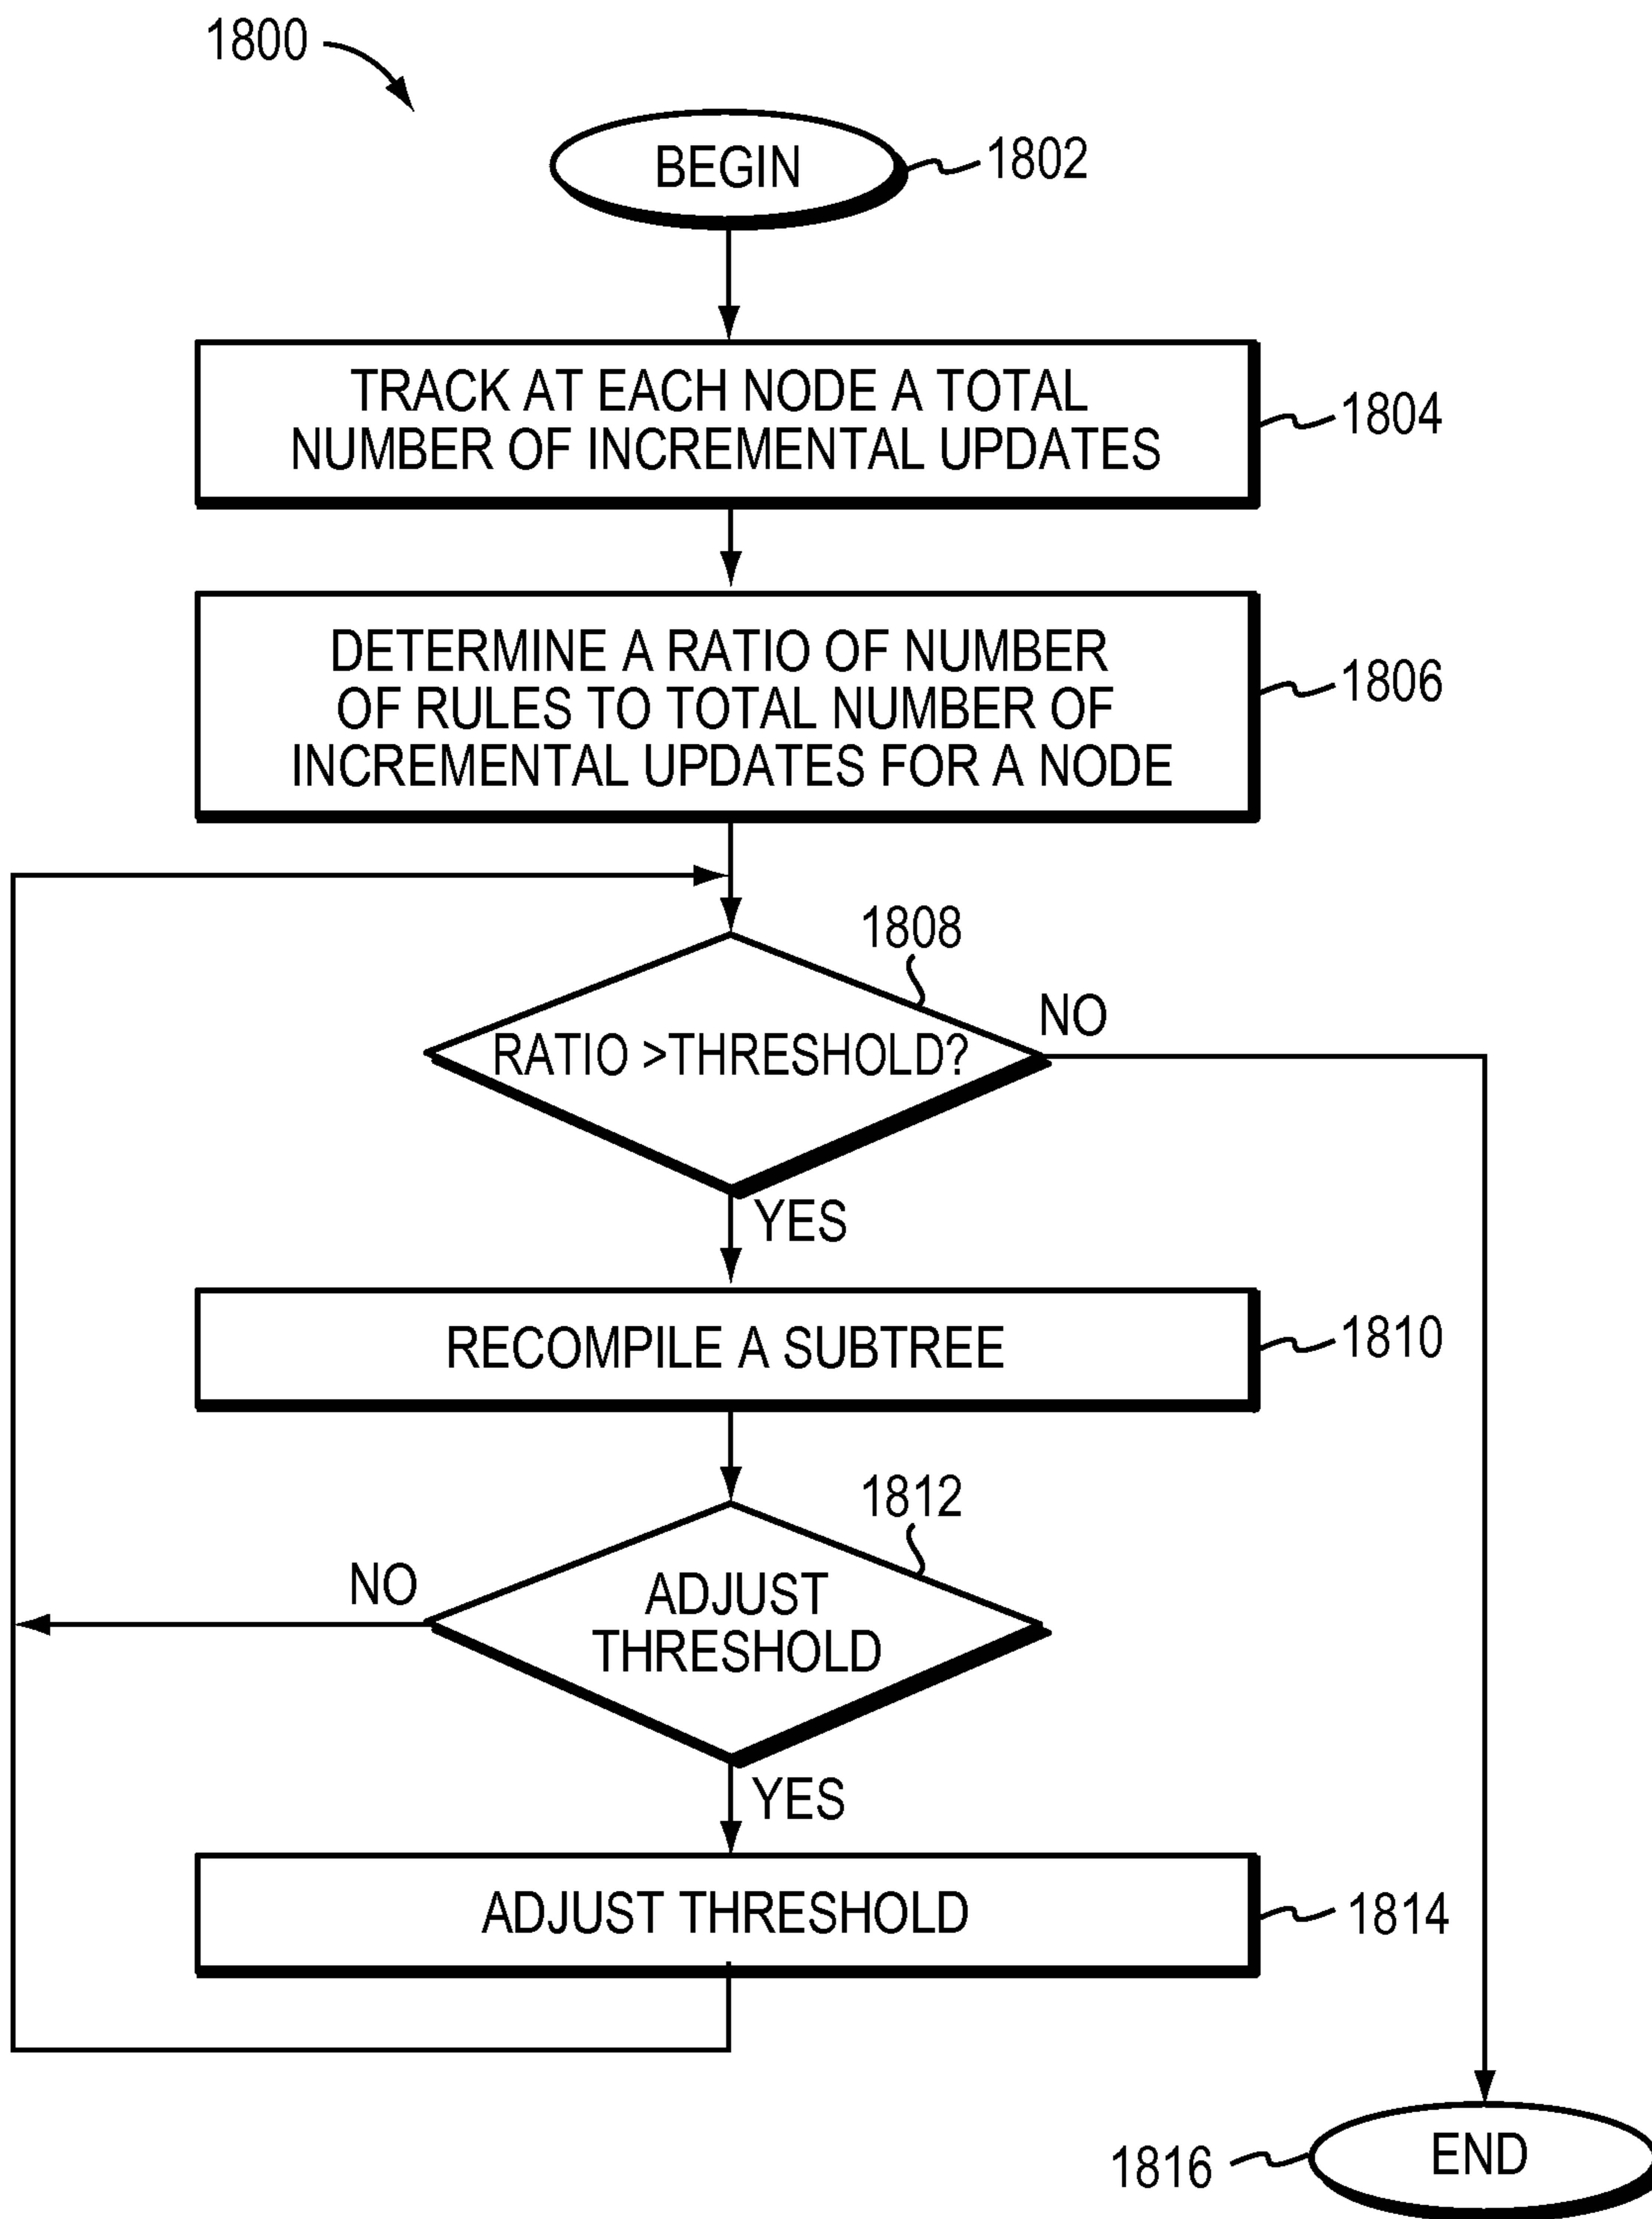 1800
BEGIN
1802
TRACK AT EACH NODE A TOTAL
NUMBER OF INCREMENTAL UPDATES
1804
DETERMINE A RATIO OF NUMBER
OF RULES TO TOTAL NUMBER OF
INCREMENTAL UPDATES FOR A NODE
1806
1808
RATIO >THRESHOLD?
NO
YES
RECOMPILE A SUBTREE
1810
1812
NO
ADJUST
THRESHOLD
YES
ADJUST THRESHOLD
1814
1816
END